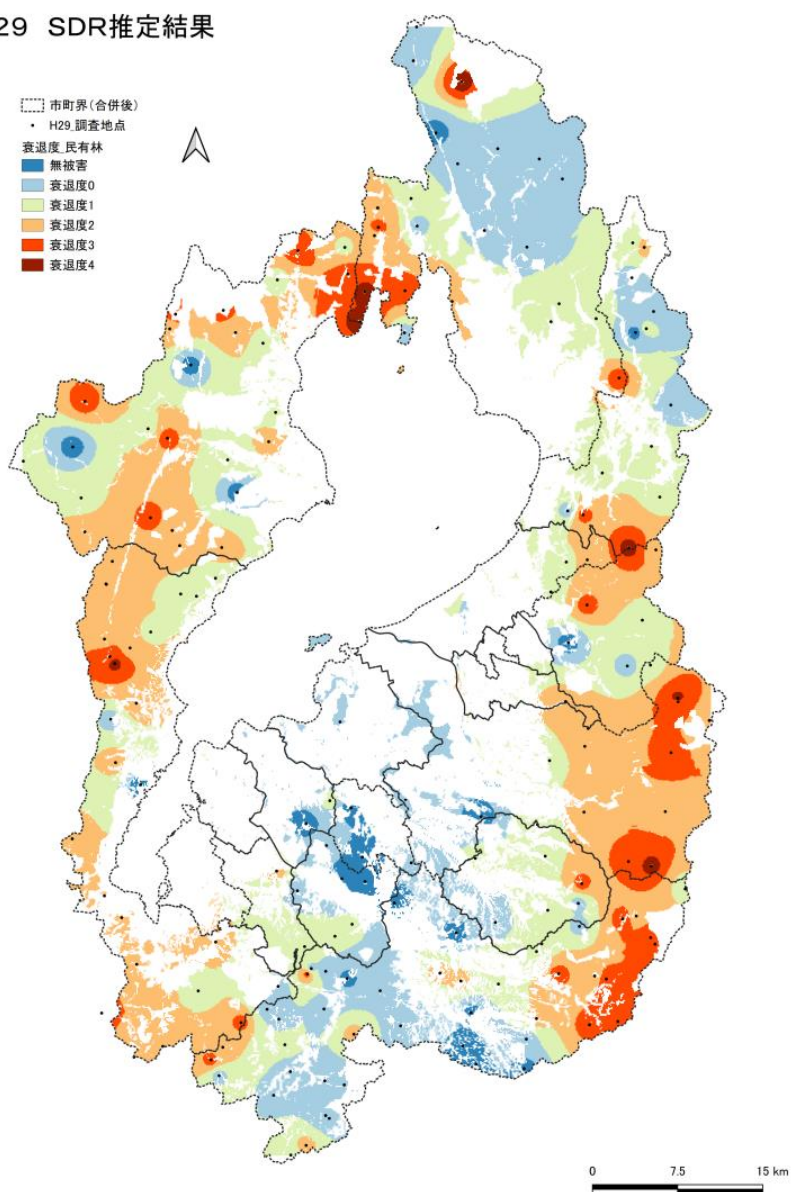 29 SDR推定結果
市町界(合併後)
H29_調査地点
衰退度_民有林
無被害
衰退度0
衰退度1
衰退度2
衰退度3
衰退度4
0 7.5 15 km